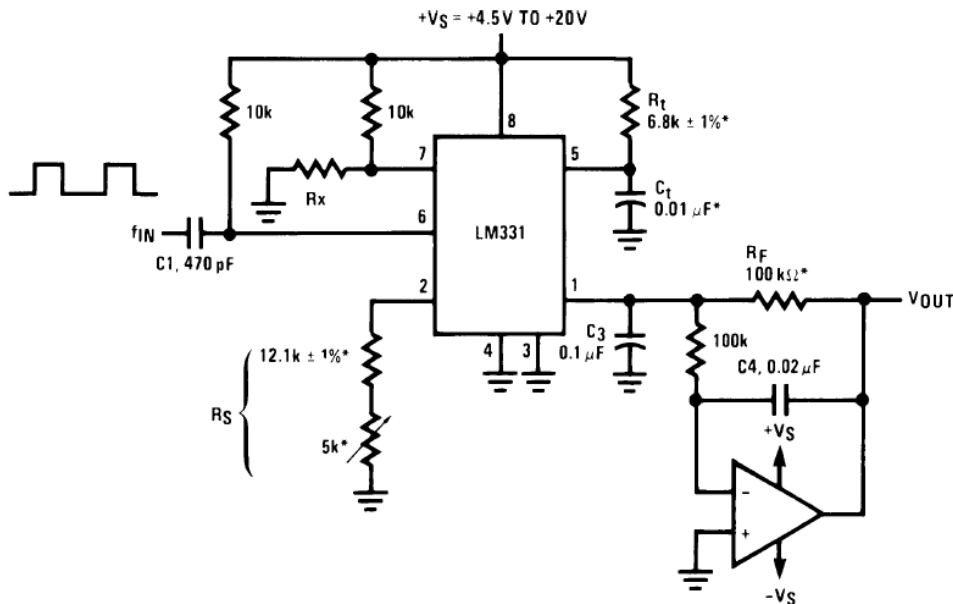 +VS = +4.5V TO +20V
10k
10k
Rt
6.8k ± 1%*
8
7
5
Rx
Ct
0.01 μF*
6
LM331
fIN
C1, 470 pF
RF
100 kΩ*
2
1
VOUT
12.1k ± 1%*
4
3
C3
0.1 μF
100k
C4, 0.02 μF
RS
5k*
+VS
−
+
−VS